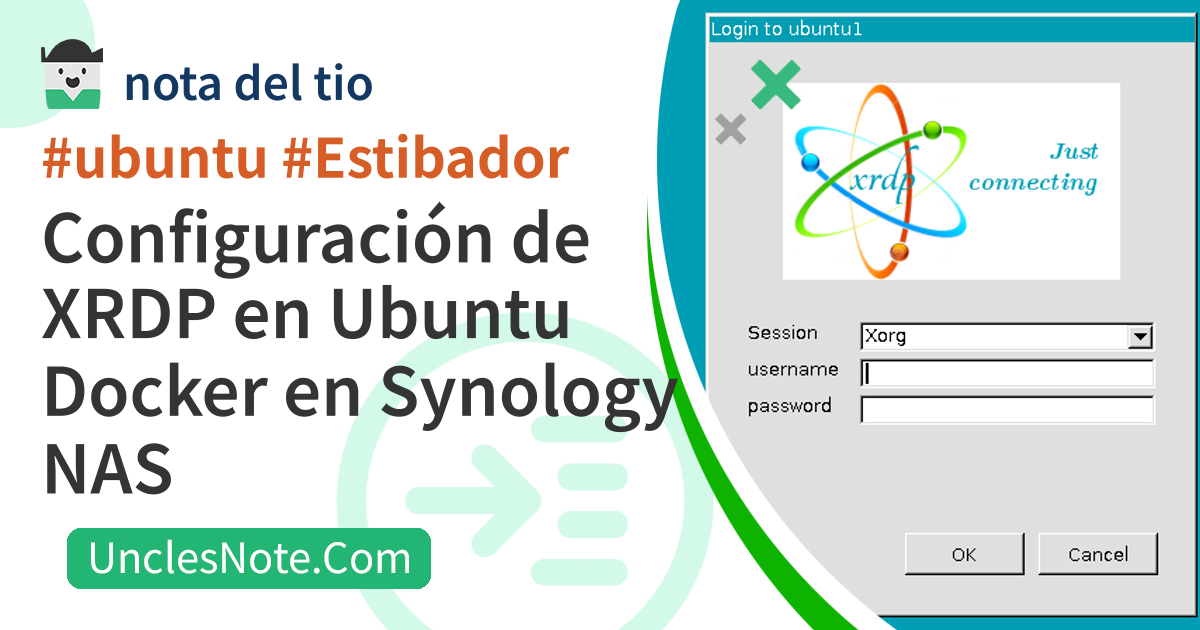 nota del tio
#ubuntu #Estibador
Configuración de
XRDP en Ubuntu
Docker en Synology
NAS
UnclesNote.Com
Login to ubuntu1
xrdp
Just
connecting
Session
Xorg
username
password
OK
Cancel